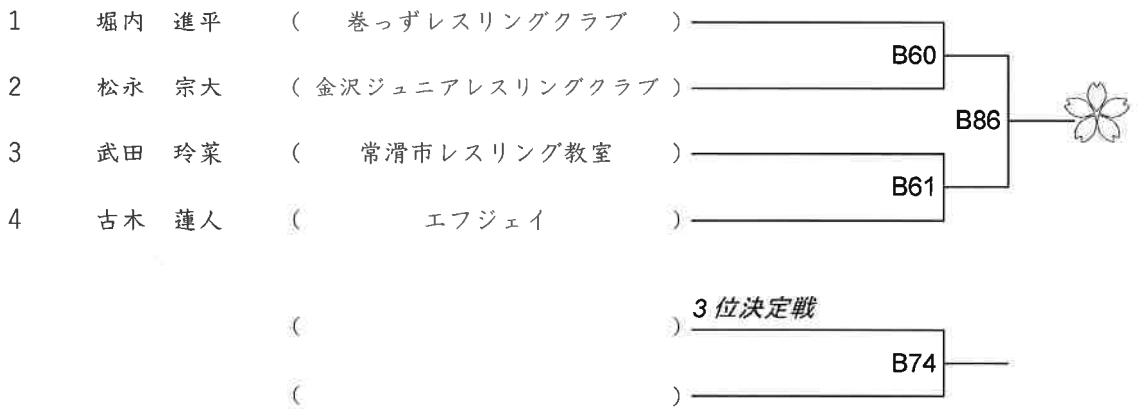 1 堀内 進平 ( 巻っずレスリングクラブ )
B60
2 松永 宗大 ( 金沢ジュニアレスリングクラブ )
B86
3 武田 玲菜 ( 常滑市レスリング教室 )
B61
4 古木 蓮人 ( エフジェイ )
( ) 3位決定戦
B74
( )